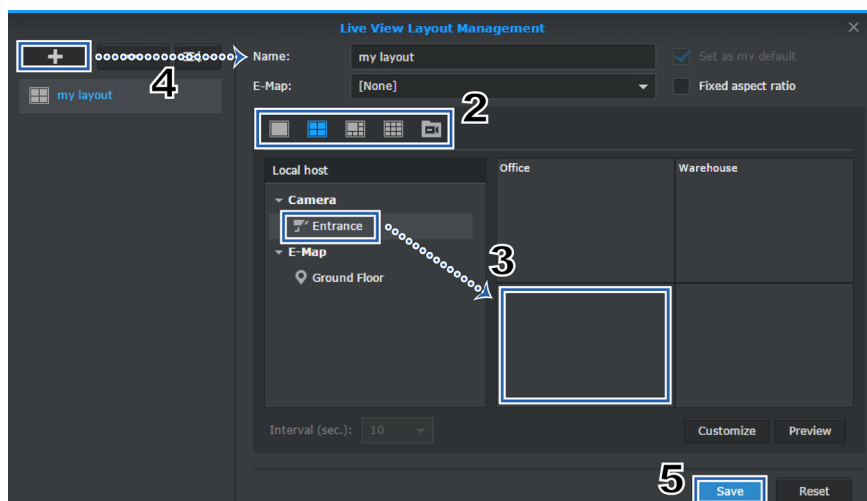 Live View Layout Management
4
Name: my layout Set as my default
my layout
E-Map: [None] Fixed aspect ratio
2
Local host
Camera
Entrance
E-Map
Ground Floor
Office Warehouse
3
Interval (sec.): 10
Customize Preview
5
Save Reset